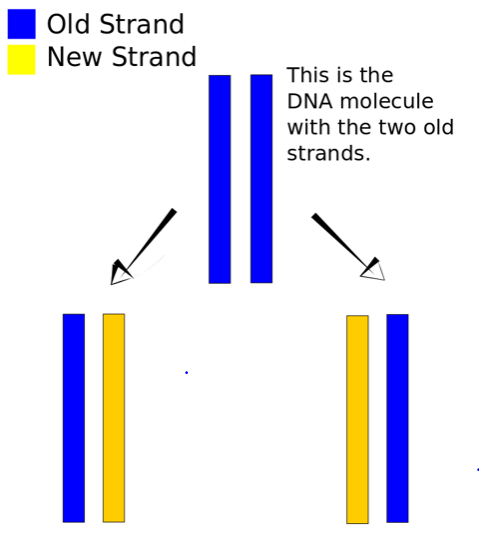 Old Strand
New Strand
This is the
DNA molecule
with the two old
strands.